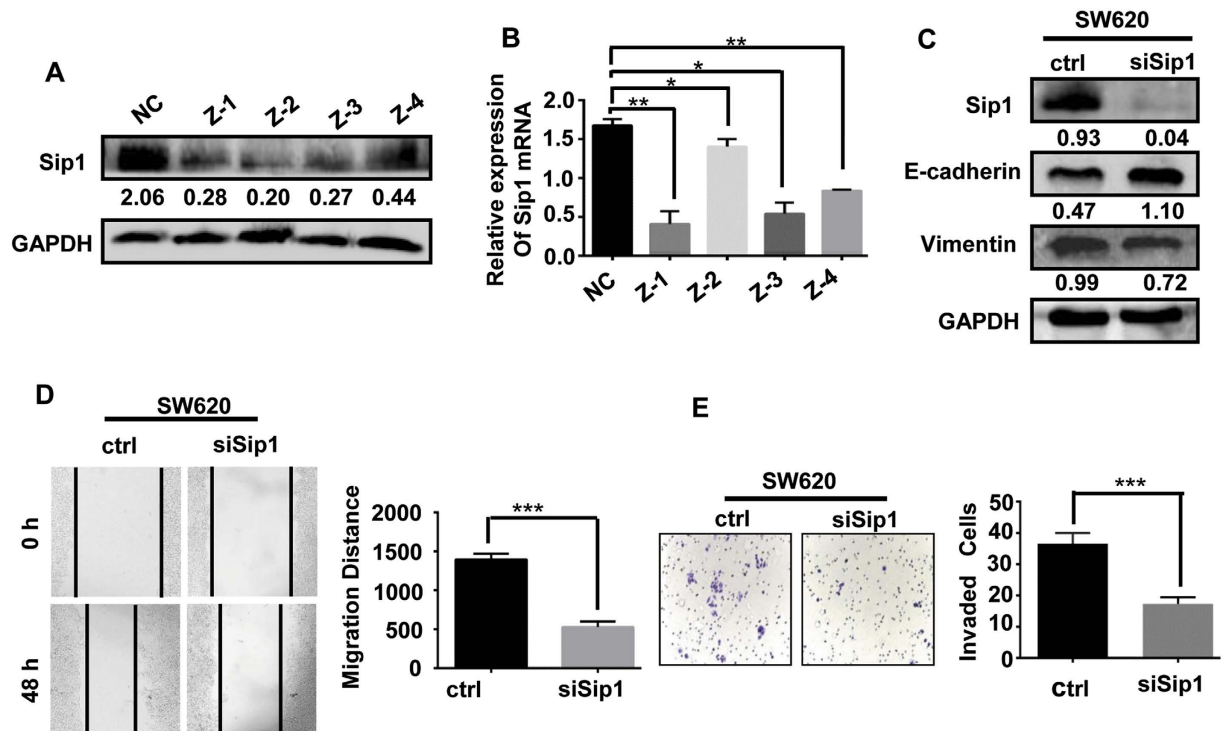 A
NC Z-1 Z-2 Z-3 Z-4
Sip1
2.06 0.28 0.20 0.27 0.44
GAPDH
B
**
*
*
**
Relative expression
Of Sip1 mRNA
2.0
1.5
1.0
0.5
0.0
NC Z-1 Z-2 Z-3 Z-4
C
SW620
ctrl siSip1
Sip1
0.93 0.04
E-cadherin
0.47 1.10
Vimentin
0.99 0.72
GAPDH
D
SW620
ctrl siSip1
0 h
48 h
Migration Distance
2000
1500
1000
500
0
***
ctrl siSip1
E
SW620
ctrl siSip1
Invaded Cells
50
40
30
20
10
0
***
ctrl siSip1